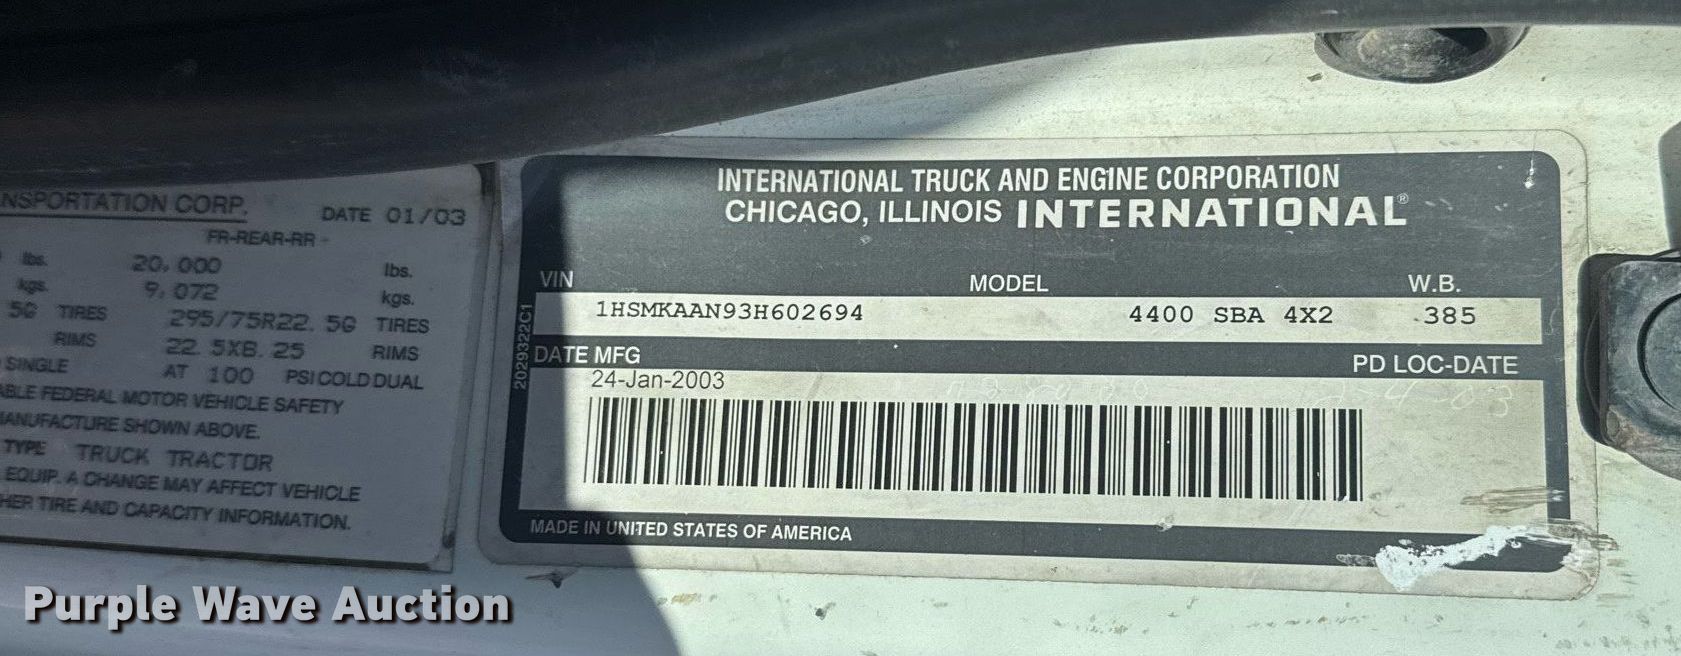 NSPORTATION CORP. DATE 01/03
FR-REAR-RR
lbs. 20,000 lbs.
kgs. 9,072 kgs.
5G TIRES 295/75R22.5G TIRES
RIMS 22.5X8.25 RIMS
SINGLE AT 100 PSI COLD DUAL
ABLE FEDERAL MOTOR VEHICLE SAFETY
MANUFACTURE SHOWN ABOVE.
TYPE TRUCK TRACTOR
EQUIP. A CHANGE MAY AFFECT VEHICLE
HER TIRE AND CAPACITY INFORMATION.
INTERNATIONAL TRUCK AND ENGINE CORPORATION
CHICAGO, ILLINOIS INTERNATIONAL®
VIN MODEL W.B.
1HSMKAAN93H602694 4400 SBA 4X2 .385
2029322C1
DATE MFG PD LOC-DATE
24-Jan-2003
MADE IN UNITED STATES OF AMERICA
Purple Wave Auction